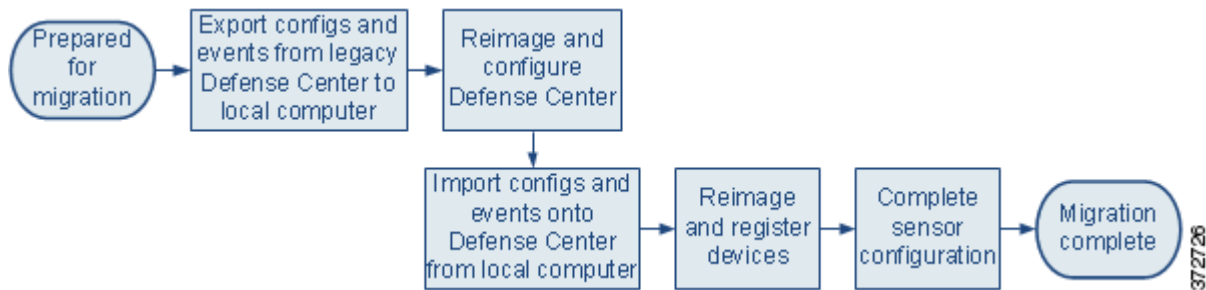 Prepared
for
migration
Export configs and
events from legacy
Defense Center to
local computer
Reimage and
configure
Defense Center
Import configs and
events onto
Defense Center
from local computer
Reimage
and register
devices
Complete
sensor
configuration
Migration
complete
372726